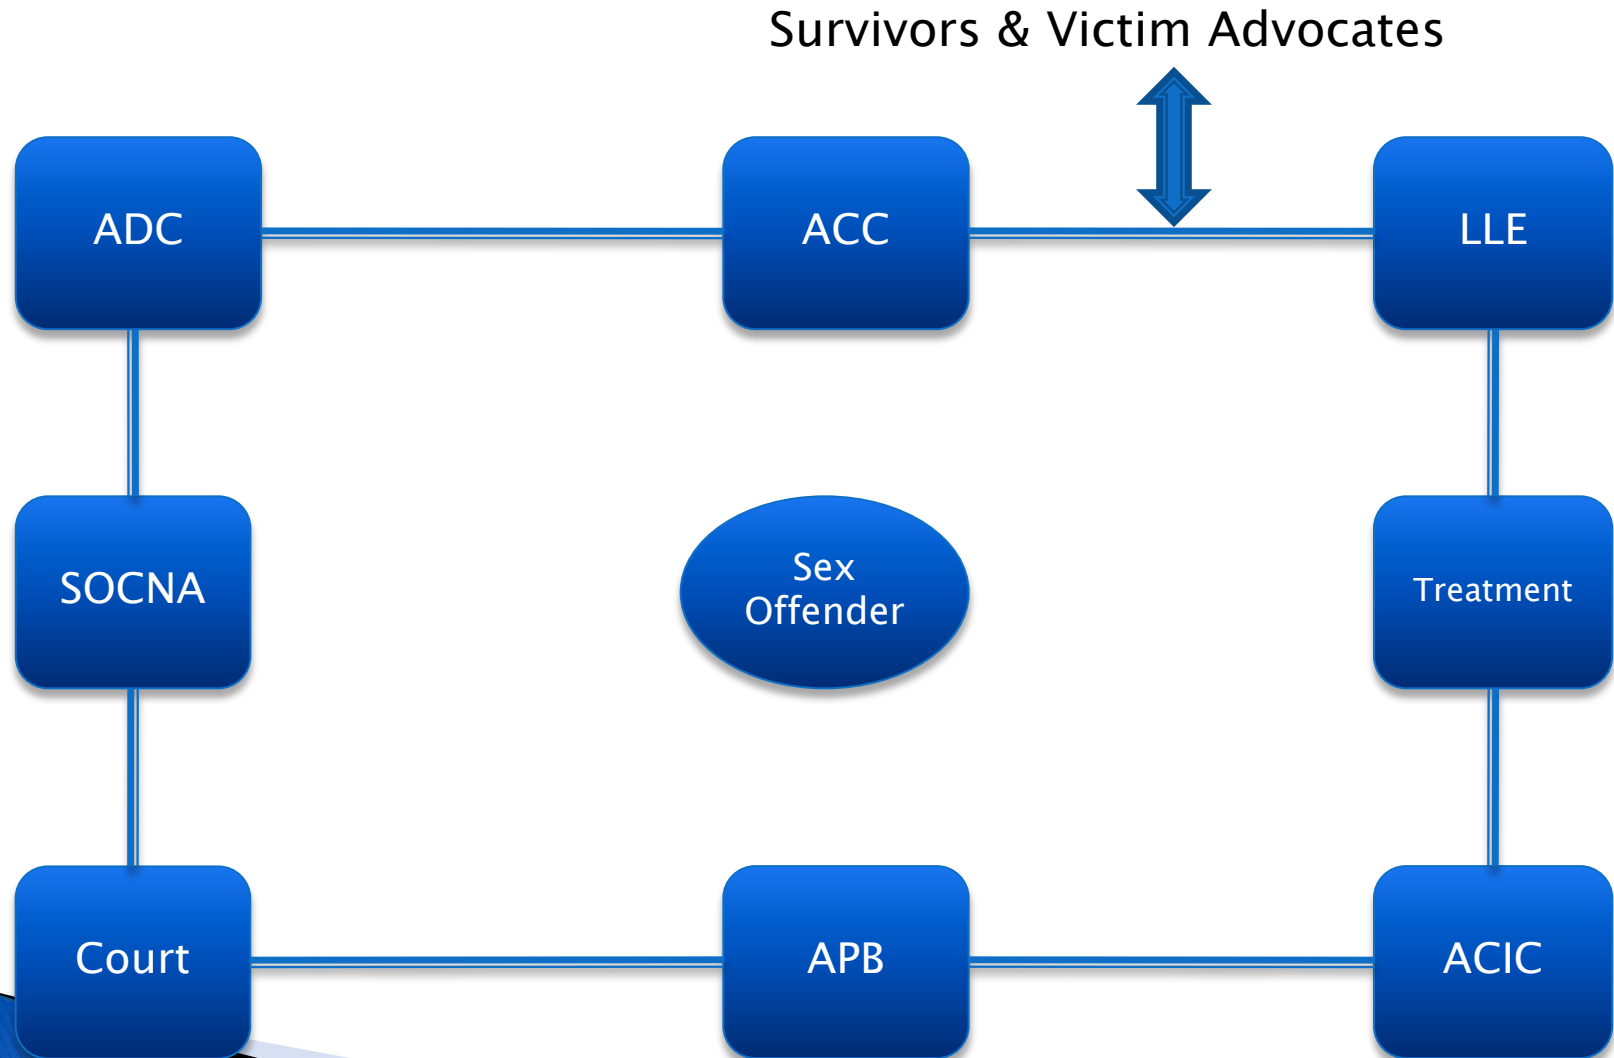 Survivors & Victim Advocates
ADC
ACC
LLE
SOCNA
Sex
Offender
Treatment
Court
APB
ACIC